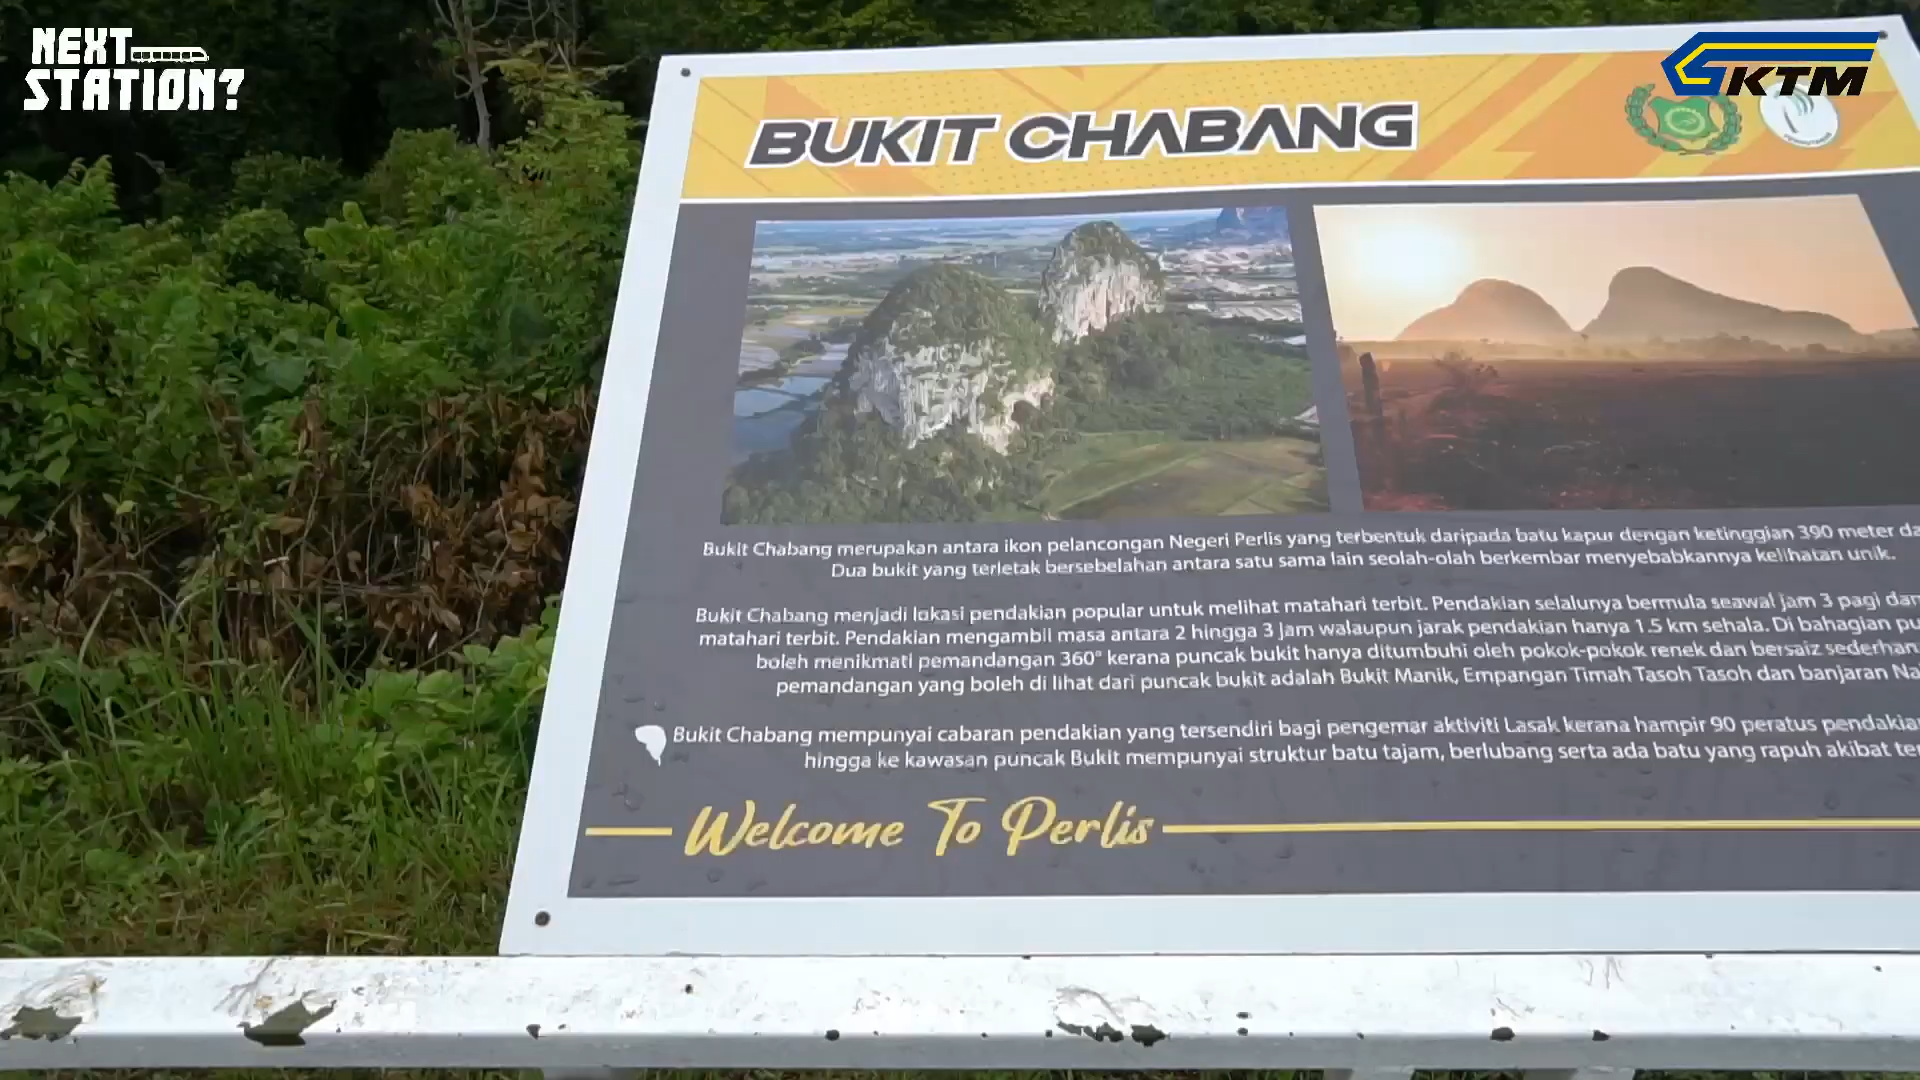 NEXT
STATION?
KTM
BUKIT CHABANG
Bukit Chabang merupakan antara ikon pelancongan Negeri Perlis yang terbentuk daripada batu kapur dengan ketinggian 390 meter
Dua bukit yang terletak bersebelahan antara satu sama lain seolah-olah berkembar menyebabkannya kelihatan unik.
Bukit Chabang menjadi lokasi pendakian popular untuk melihat matahari terbit. Pendakian selalunya bermula seawal jam 3 pagi
matahari terbit. Pendakian mengambil masa antara 2 hingga 3 jam walaupun jarak pendakian hanya 1.5 km sehala. Di bahagian
boleh menikmati pemandangan 360° kerana puncak bukit hanya ditumbuhi oleh pokok-pokok renek dan bersaiz
pemandangan yang boleh di lihat dari puncak bukit adalah Bukit Manik, Empangan Timah Tasoh Tasoh dan banjaran
Bukit Chabang mempunyai cabaran pendakian yang tersendiri bagi pengemar aktiviti Lasak kerana hampir 90 peratus
hingga ke kawasan puncak Bukit mempunyai struktur batu tajam, berlubang serta ada batu yang rapuh akibat
Welcome To Perlis